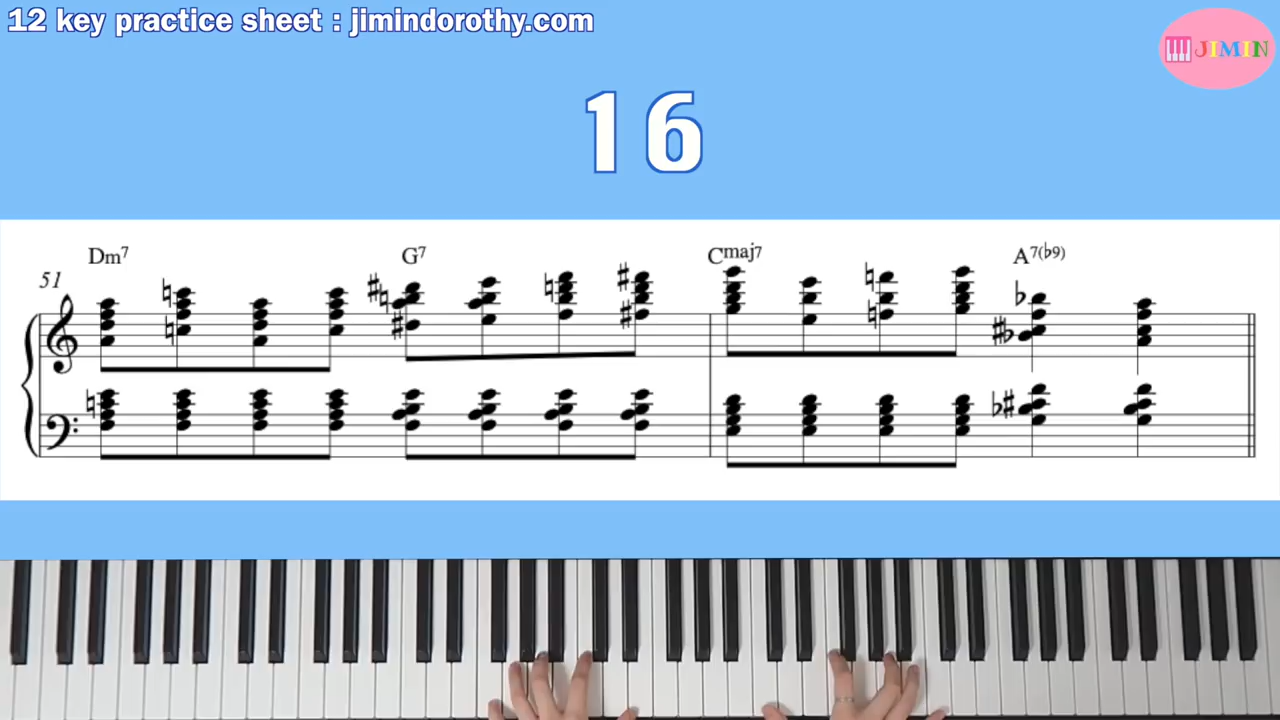 12 key practice sheet : jimindorothy.com
JIMIN
16
Dm7 G7 Cmaj7 A7(♭9)
51